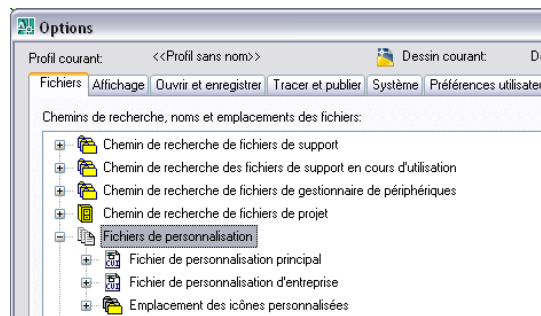 Options
Profil courant: <<Profil sans nom>> Dessin courant:
Fichiers Affichage Ouvrir et enregistrer Tracer et publier Système Préférences utilisate
Chemins de recherche, noms et emplacements des fichiers:
Chemin de recherche de fichiers de support
Chemin de recherche des fichiers de support en cours d'utilisation
Chemin de recherche de fichiers de gestionnaire de périphériques
Chemin de recherche de fichiers de projet
Fichiers de personnalisation
CUI Fichier de personnalisation principal
CUI Fichier de personnalisation d'entreprise
Emplacement des icônes personnalisées